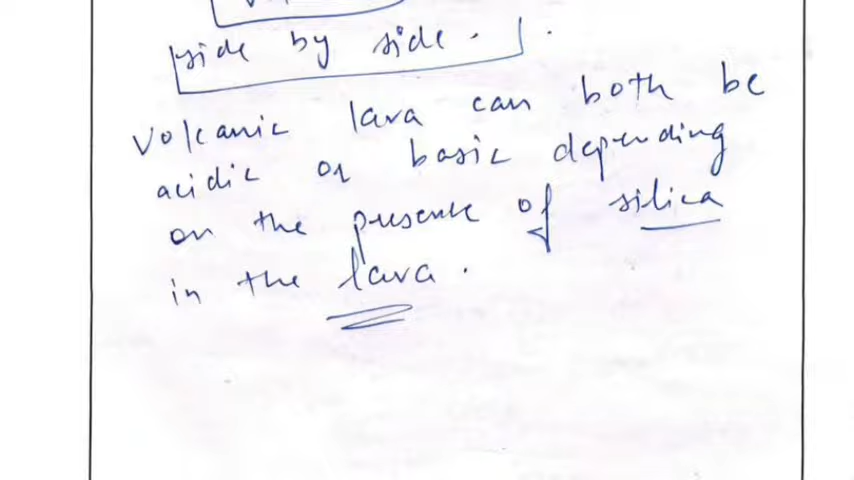 side by side.
volcanic lava can both be
acidic or basic depending
on the presence of silica
in the lava.